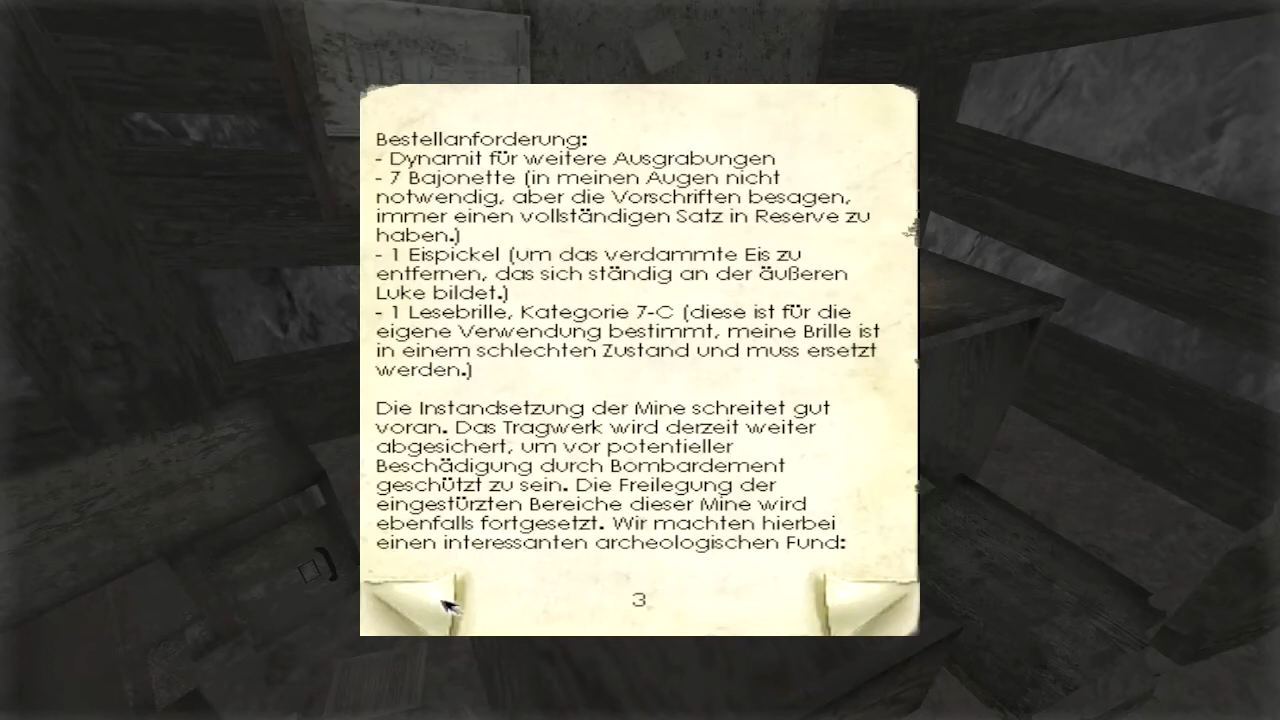 Bestellanforderung:
- Dynamit für weitere Ausgrabungen
- 7 Bajonette (in meinen Augen nicht
notwendig, aber die Vorschriften besagen,
immer einen vollständigen Satz in Reserve zu
haben.)
- 1 Eispickel (um das verdammte Eis zu
entfernen, das sich ständig an der äußeren
Luke bildet.)
- 1 Lesebrille, Kategorie 7-C (diese ist für die
eigene Verwendung bestimmt, meine Brille ist
in einem schlechten Zustand und muss ersetzt
werden.)
Die Instandsetzung der Mine schreitet gut
voran. Das Tragwerk wird derzeit weiter
abgesichert, um vor potentieller
Beschädigung durch Bombardement
geschützt zu sein. Die Freilegung der
eingestürzten Bereiche dieser Mine wird
ebenfalls fortgesetzt. Wir machten hierbei
einen interessanten archeologischen Fund:
3